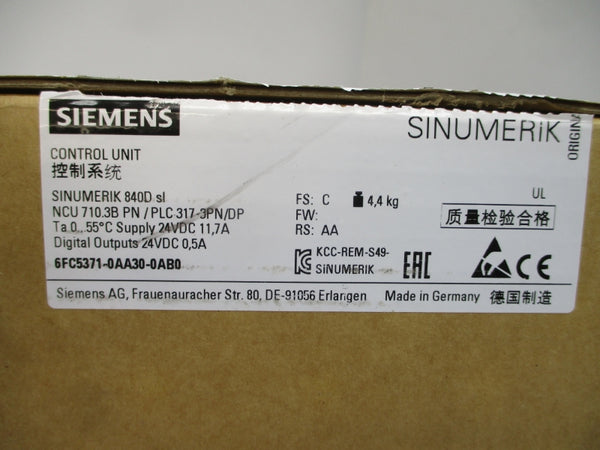 SIEMENS
SINUMERIK
ORIGINA
CONTROL UNIT
控制系统
SINUMERIK 840D sl
NCU 710.3B PN / PLC 317-3PN/DP
Ta 0...55°C Supply 24VDC 11,7A
Digital Outputs 24VDC 0,5A
6FC5371-0AA30-0AB0
FS: C 4,4 kg
FW:
RS: AA
KCC-REM-S49-
SiNUMERIK
EAC
UL
质量检验合格
CE
Siemens AG, Frauenauracher Str. 80, DE-91056 Erlangen Made in Germany 德国制造